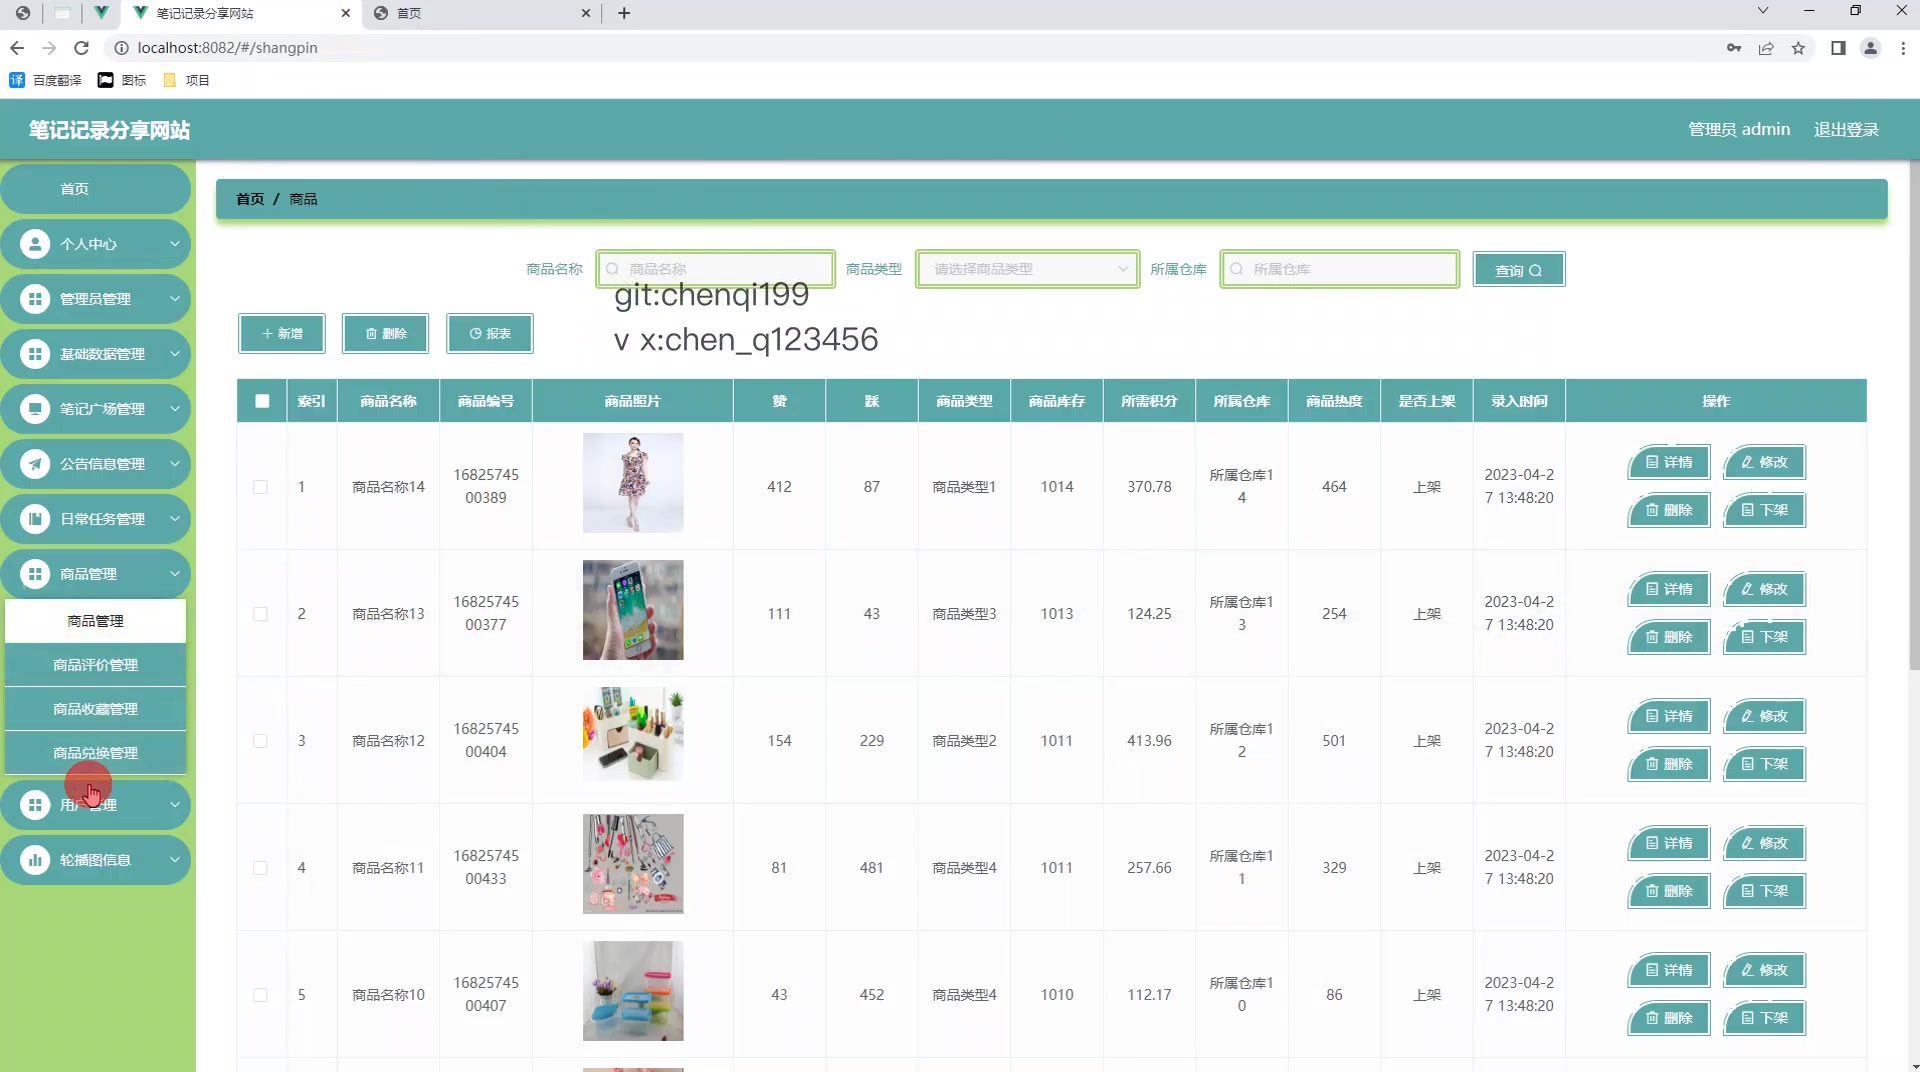 笔记记录分享网站
首页
localhost:8082/#/shangpin
百度翻译
图标
项目
笔记记录分享网站
管理员 admin
退出登录
首页
个人中心
管理员管理
基础数据管理
笔记广场管理
公告信息管理
日常任务管理
商品管理
商品管理
商品评价管理
商品收藏管理
商品兑换管理
用户管理
轮播图信息
首页 / 商品
商品名称 商品名称 商品类型 请选择商品类型 所属仓库 所属仓库 查询
git:chenqi199
v x:chen_q123456
新增 删除 报表
索引 商品名称 商品编号 商品照片 赞 踩 商品类型 商品库存 所需积分 所属仓库 商品热度 是否上架 录入时间 操作
1 商品名称14 1682574500389 412 87 商品类型1 1014 370.78 所属仓库14 464 上架 2023-04-27 13:48:20 详情 修改 删除 下架
2 商品名称13 1682574500377 111 43 商品类型3 1013 124.25 所属仓库13 254 上架 2023-04-27 13:48:20 详情 修改 删除 下架
3 商品名称12 1682574500404 154 229 商品类型2 1011 413.96 所属仓库12 501 上架 2023-04-27 13:48:20 详情 修改 删除 下架
4 商品名称11 1682574500433 81 481 商品类型4 1011 257.66 所属仓库11 329 上架 2023-04-27 13:48:20 详情 修改 删除 下架
5 商品名称10 1682574500407 43 452 商品类型4 1010 112.17 所属仓库10 86 上架 2023-04-27 13:48:20 详情 修改 删除 下架